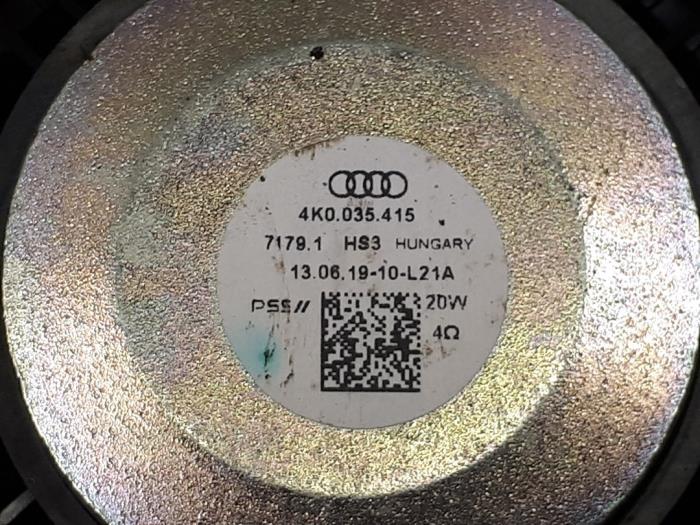 4K0.035.415
7179.1 HS3 HUNGARY
13.06.19-10-L21A
PSS// 20W
4Ω